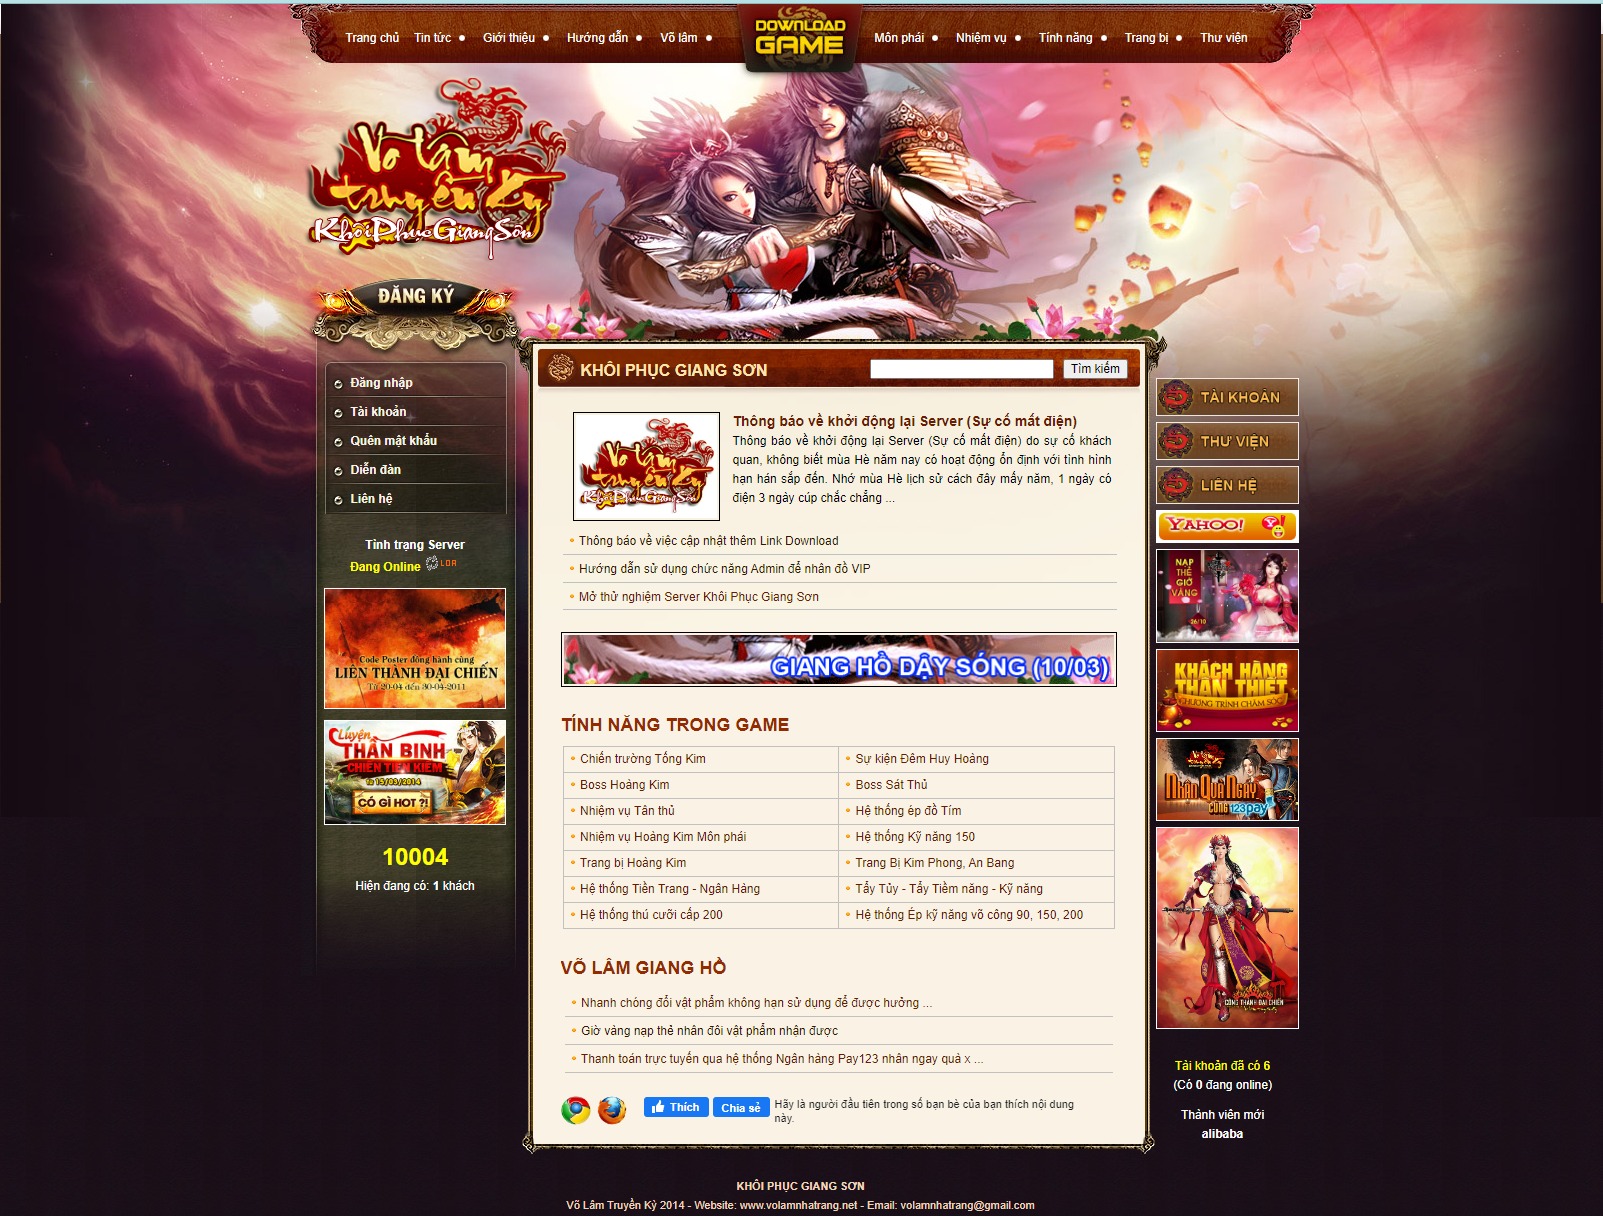 Trang chủ
Tin tức
Giới thiệu
Hướng dẫn
Võ lâm
DOWNLOAD
GAME
Môn phái
Nhiệm vụ
Tính năng
Trang bị
Thư viện
Võ Lâm
truyền kỳ
Khôi Phục Giang Sơn
ĐĂNG KÝ
Đăng nhập
Tài khoản
Quên mật khẩu
Diễn đàn
Liên hệ
Tình trạng Server
Đang Online
Code Poster đồng hành cùng
LIÊN THÀNH ĐẠI CHIẾN
Từ 20-04 đến 30-04-2011
Luyện
THẦN BINH
CHIẾN TIÊN KIẾM
từ 15/03/2014
CÓ GÌ HOT ?!
10004
Hiện đang có: 1 khách
KHÔI PHỤC GIANG SƠN
Tìm kiếm
Võ Lâm
truyền kỳ
Khôi Phục Giang Sơn
Thông báo về khởi động lại Server (Sự cố mất điện)
Thông báo về khởi động lại Server (Sự cố mất điện) do sự cố khách
quan, không biết mùa Hè năm nay có hoạt động ổn định với tình hình
hạn hán sắp đến. Nhớ mùa Hè lịch sử cách đây mấy năm, 1 ngày có
điện 3 ngày cúp chắc chẳng ...
Thông báo về việc cập nhật thêm Link Download
Hướng dẫn sử dụng chức năng Admin để nhân đồ VIP
Mở thử nghiệm Server Khôi Phục Giang Sơn
GIANG HỒ DẬY SÓNG (10/03)
TÍNH NĂNG TRONG GAME
Chiến trường Tống Kim
Sự kiện Đêm Huy Hoàng
Boss Hoàng Kim
Boss Sát Thủ
Nhiệm vụ Tân thủ
Hệ thống ép đồ Tím
Nhiệm vụ Hoàng Kim Môn phái
Hệ thống Kỹ năng 150
Trang bị Hoàng Kim
Trang Bị Kim Phong, An Bang
Hệ thống Tiền Trang - Ngân Hàng
Tẩy Tủy - Tẩy Tiềm năng - Kỹ năng
Hệ thống thú cưỡi cấp 200
Hệ thống Ép kỹ năng võ công 90, 150, 200
VÕ LÂM GIANG HỒ
Nhanh chóng đổi vật phẩm không hạn sử dụng để được hưởng ...
Giờ vàng nạp thẻ nhân đôi vật phẩm nhận được
Thanh toán trực tuyến qua hệ thống Ngân hàng Pay123 nhân ngay quà x ...
Thích
Chia sẻ
Hãy là người đầu tiên trong số bạn bè của bạn thích nội dung
này.
TÀI KHOẢN
THƯ VIỆN
LIÊN HỆ
YAHOO!
Y!
NẠP
THẺ
GIỜ
VÀNG
26/10
KHÁCH HÀNG
THÂN THIẾT
CHƯƠNG TRÌNH CHĂM SÓC
Võ Lâm
truyền kỳ
NHẬN QUÀ NGAY
CÙNG 123pay
CÔNG THÀNH ĐẠI CHIẾN
Tài khoản đã có 6
(Có 0 đang online)
Thành viên mới
alibaba
KHÔI PHỤC GIANG SƠN
Võ Lâm Truyền Kỳ 2014 - Website: www.volamnhatrang.net - Email: volamnhatrang@gmail.com